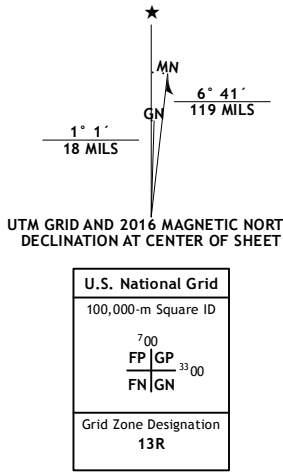 ★
MN
6° 41´
119 MILS
GN
1° 1´
18 MILS
UTM GRID AND 2016 MAGNETIC NORT
DECLINATION AT CENTER OF SHEET
U.S. National Grid
100,000-m Square ID
⁷00
FP GP
³³00
FN GN
Grid Zone Designation
13R